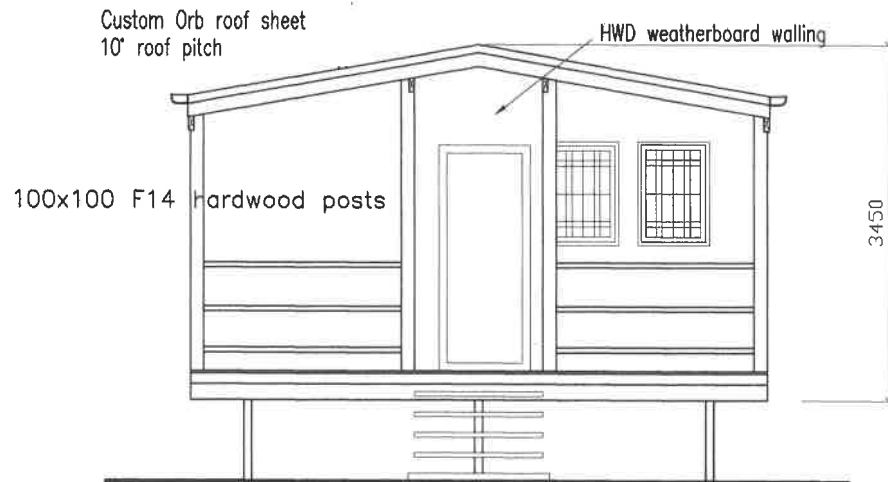 Custom Orb roof sheet
10° roof pitch
HWD weatherboard walling
100x100 F14 hardwood posts
3450